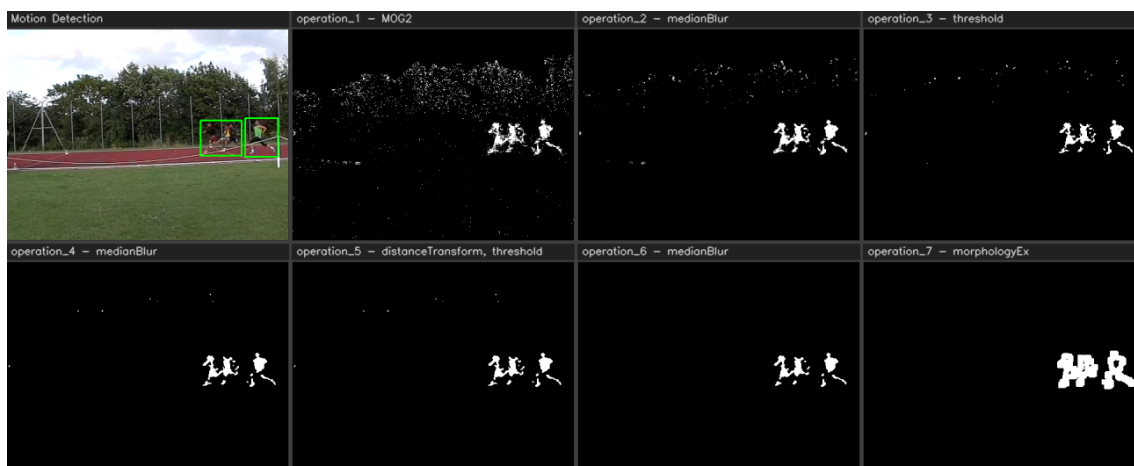 Motion Detection
operation_1 - MOG2
operation_2 - medianBlur
operation_3 - threshold
operation_4 - medianBlur
operation_5 - distanceTransform, threshold
operation_6 - medianBlur
operation_7 - morphologyEx